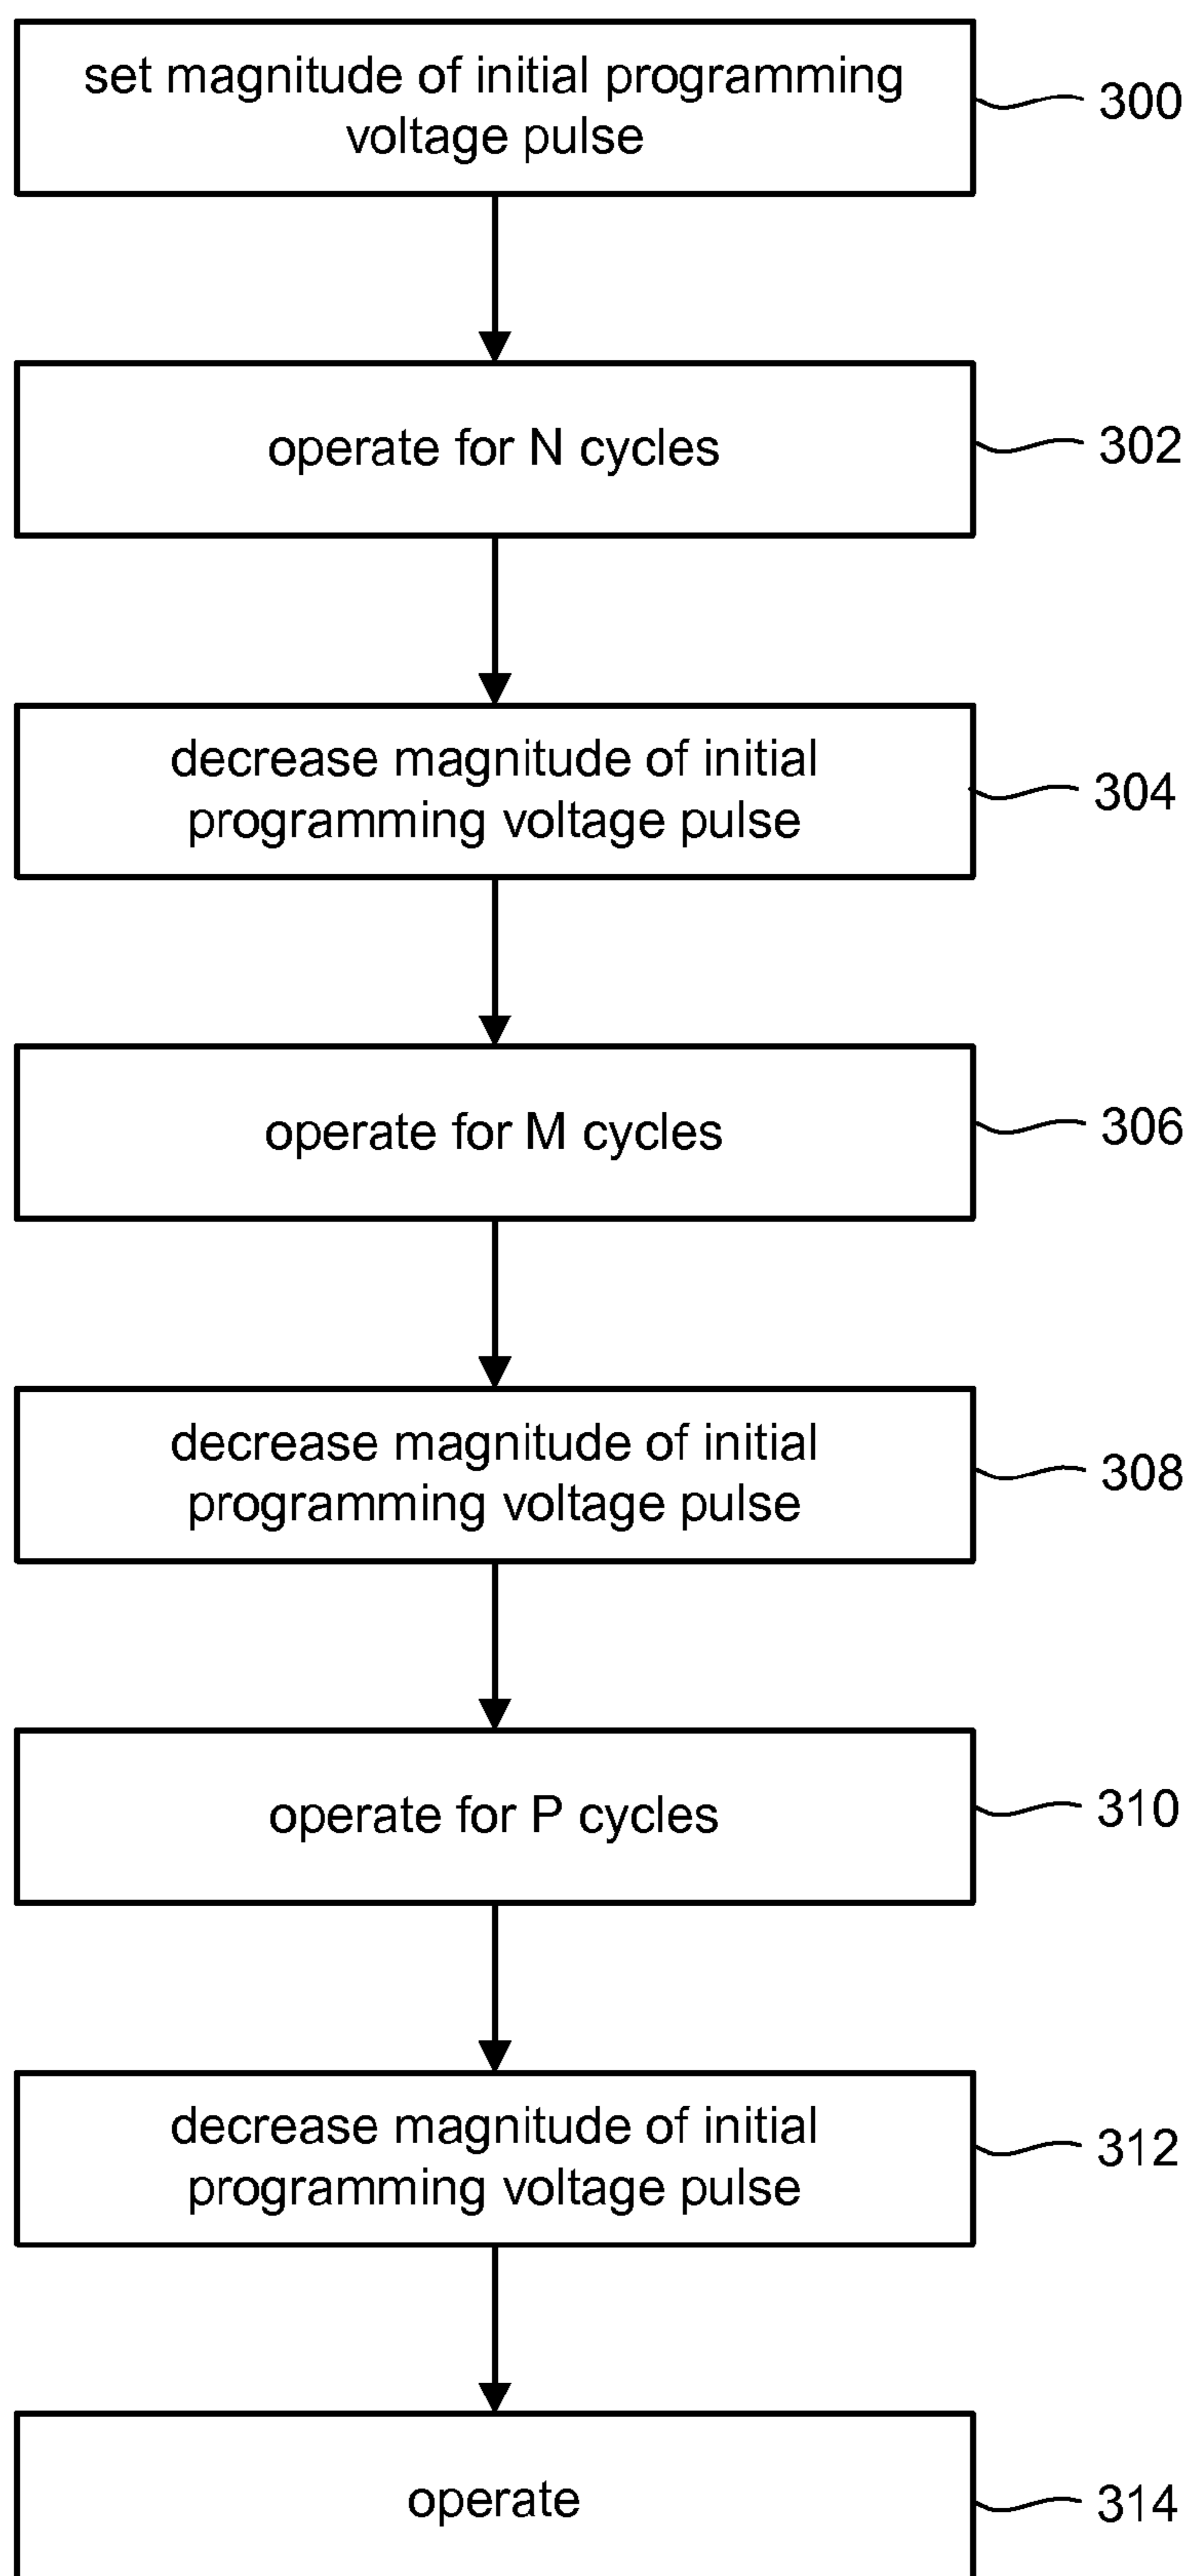 set magnitude of initial programming
voltage pulse
300
operate for N cycles
302
decrease magnitude of initial
programming voltage pulse
304
operate for M cycles
306
decrease magnitude of initial
programming voltage pulse
308
operate for P cycles
310
decrease magnitude of initial
programming voltage pulse
312
operate
314